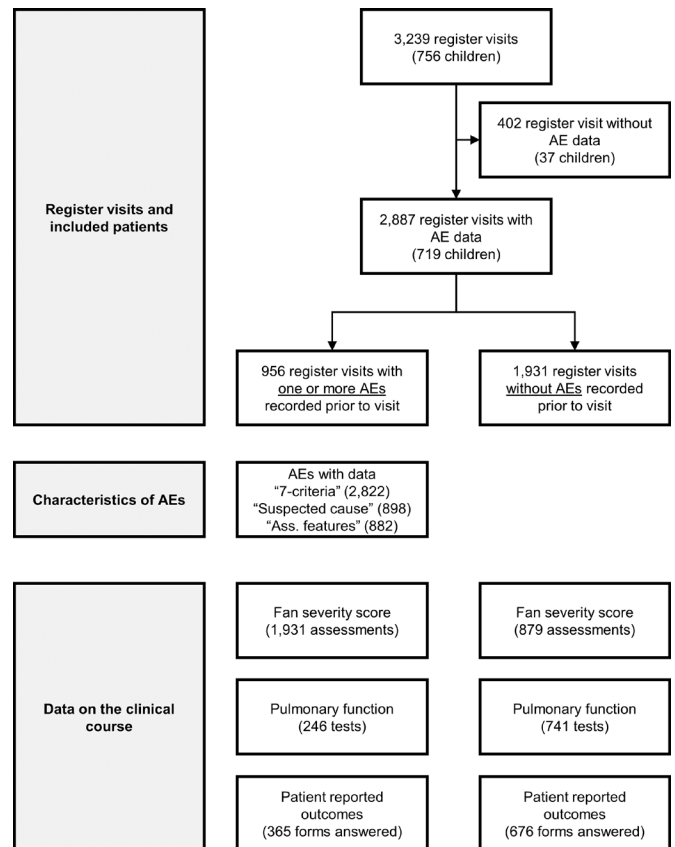 3,239 register visits
(756 children)
402 register visit without
AE data
(37 children)
Register visits and
included patients
2,887 register visits with
AE data
(719 children)
956 register visits with
one or more AEs
recorded prior to visit
1,931 register visits
without AEs recorded
prior to visit
Characteristics of AEs
AEs with data
“7-criteria” (2,822)
“Suspected cause” (898)
“Ass. features” (882)
Data on the clinical
course
Fan severity score
(1,931 assessments)
Fan severity score
(879 assessments)
Pulmonary function
(246 tests)
Pulmonary function
(741 tests)
Patient reported
outcomes
(365 forms answered)
Patient reported
outcomes
(676 forms answered)